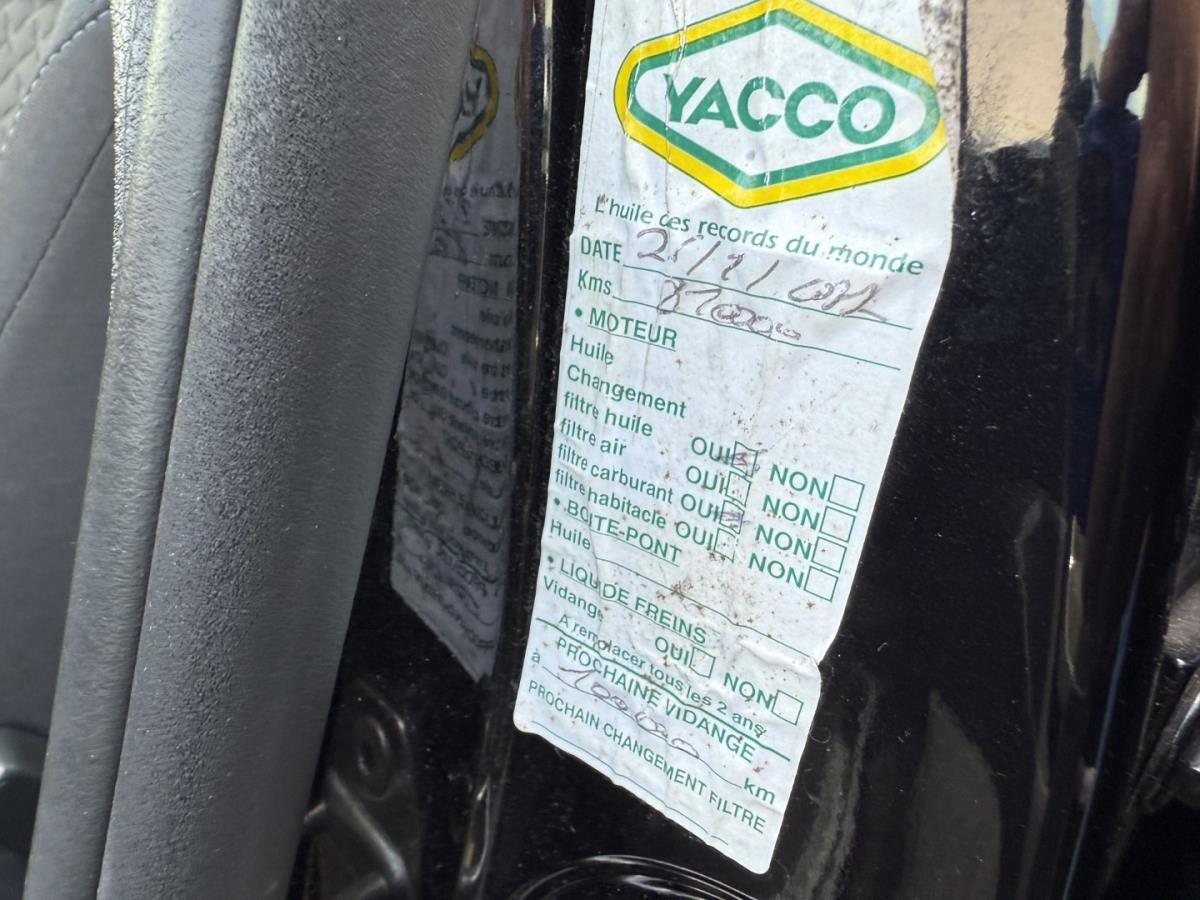 YACCO
L'huile des records du monde
DATE
Kms 87000
• MOTEUR
Huile
Changement
filtre huile OUI NON
filtre air OUI NON
filtre carburant OUI NON
filtre habitacle OUI NON
• BOITE-PONT
Huile
• LIQUIDE FREINS
Vidange OUI NON
A remplacer tous les 2 ans
PROCHAINE VIDANGE
à 100000 km
PROCHAIN CHANGEMENT FILTRE